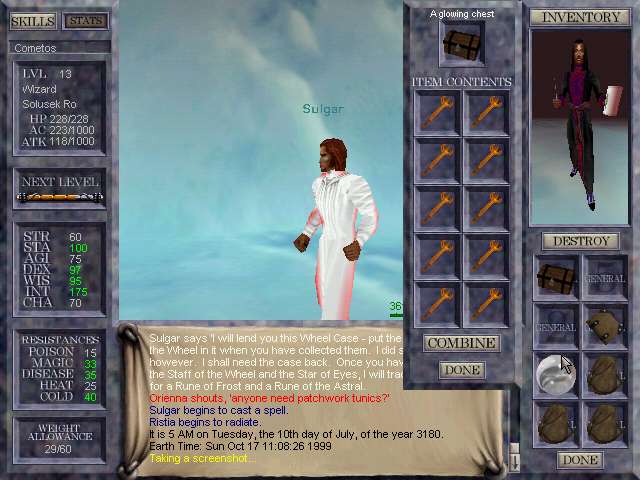 SKILLS STATS
Cometos
LVL 13
Wizard
Solusek Ro
HP 228/228
AC 223/1000
ATK 118/1000
NEXT LEVEL
STR 60
STA 100
AGI 75
DEX 97
WIS 95
INT 175
CHA 70
RESISTANCES
POISON 15
MAGIC 33
DISEASE 35
HEAT 25
COLD 40
WEIGHT
ALLOWANCE
29/60
Sulgar
36
Sulgar says 'I will lend you this Wheel Case - put the
the Wheel in it when you have collected them. I did s
however. I shall need the case back. Once you hav
the Staff of the Wheel and the Star of Eyes, I will trad
for a Rune of Frost and a Rune of the Astral.
Orienna shouts, 'anyone need patchwork tunics?'
Sulgar begins to cast a spell.
Ristia begins to radiate.
It is 5 AM on Tuesday, the 10th day of July, of the year 3180.
Earth Time: Sun Oct 17 11:08:26 1999
Taking a screenshot...
A glowing chest
ITEM CONTENTS
COMBINE
DONE
INVENTORY
DESTROY
GENERAL
GENERAL
L
L
L
DONE